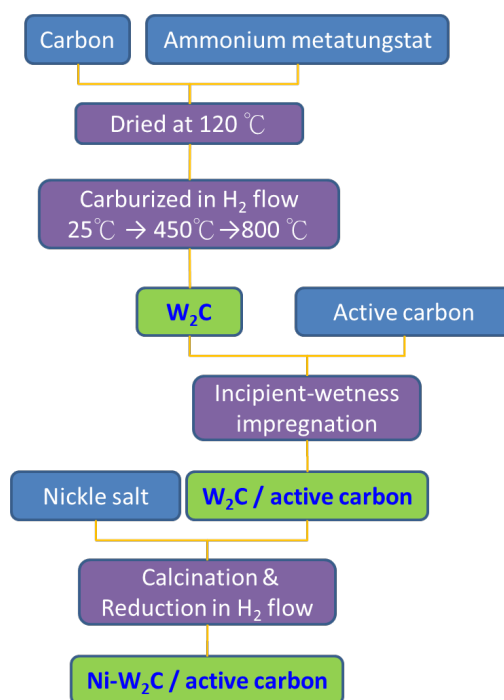 Carbon
Ammonium metatungstat
Dried at 120 ℃
Carburized in H₂ flow
25℃ → 450℃ →800 ℃
W₂C
Active carbon
Incipient-wetness
impregnation
Nickle salt
W₂C / active carbon
Calcination &
Reduction in H₂ flow
Ni-W₂C / active carbon